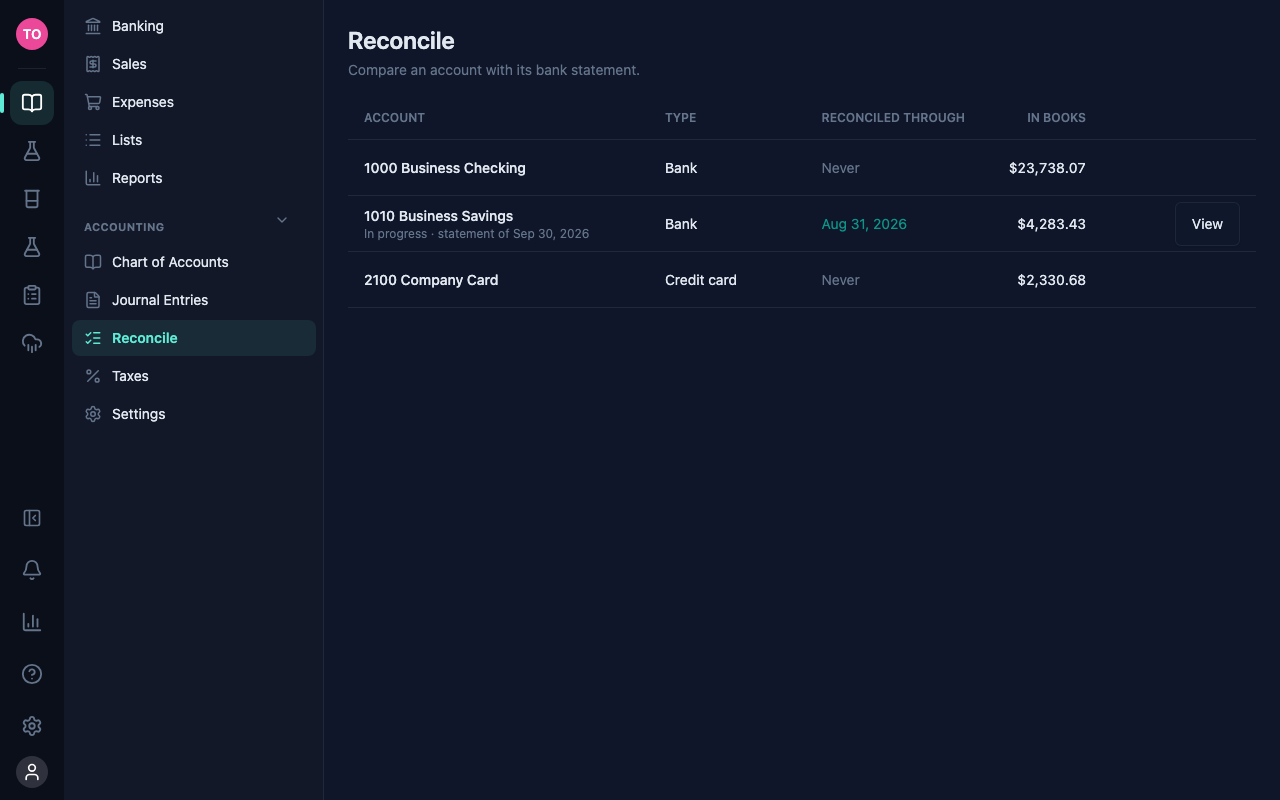 TO
Banking
Sales
Expenses
Lists
Reports
ACCOUNTING
Chart of Accounts
Journal Entries
Reconcile
Taxes
Settings
Reconcile
Compare an account with its bank statement.
ACCOUNT TYPE RECONCILED THROUGH IN BOOKS
1000 Business Checking Bank Never $23,738.07
1010 Business Savings Bank Aug 31, 2026 $4,283.43 View
In progress · statement of Sep 30, 2026
2100 Company Card Credit card Never $2,330.68